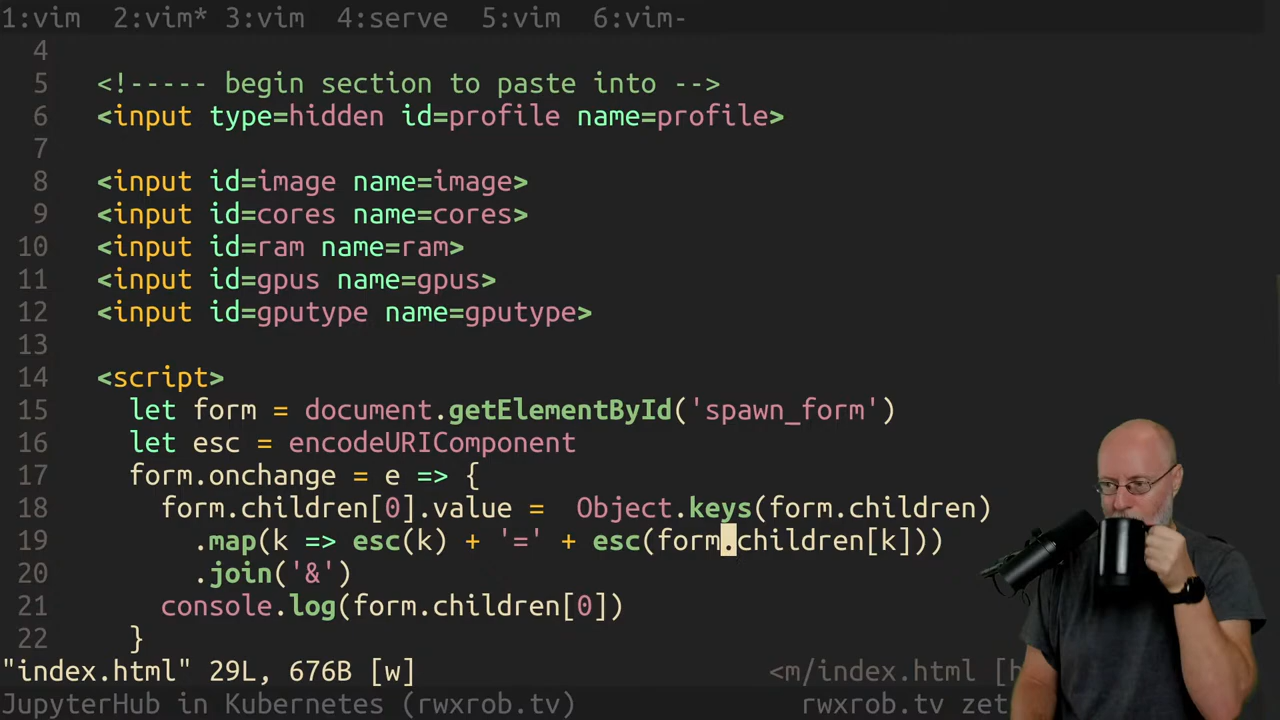 1:vim 2:vim* 3:vim 4:serve 5:vim 6:vim-
4
5 <!----- begin section to paste into -->
6 <input type=hidden id=profile name=profile>
7
8 <input id=image name=image>
9 <input id=cores name=cores>
10 <input id=ram name=ram>
11 <input id=gpus name=gpus>
12 <input id=gputype name=gputype>
13
14 <script>
15 let form = document.getElementById('spawn_form')
16 let esc = encodeURIComponent
17 form.onchange = e => {
18 form.children[0].value =  Object.keys(form.children)
19 .map(k => esc(k) + '=' + esc(form.children[k]))
20 .join('&')
21 console.log(form.children[0])
22 }
"index.html" 29L, 676B [w] <m/index.html [
JupyterHub in Kubernetes (rwxrob.tv) rwxrob.tv zet